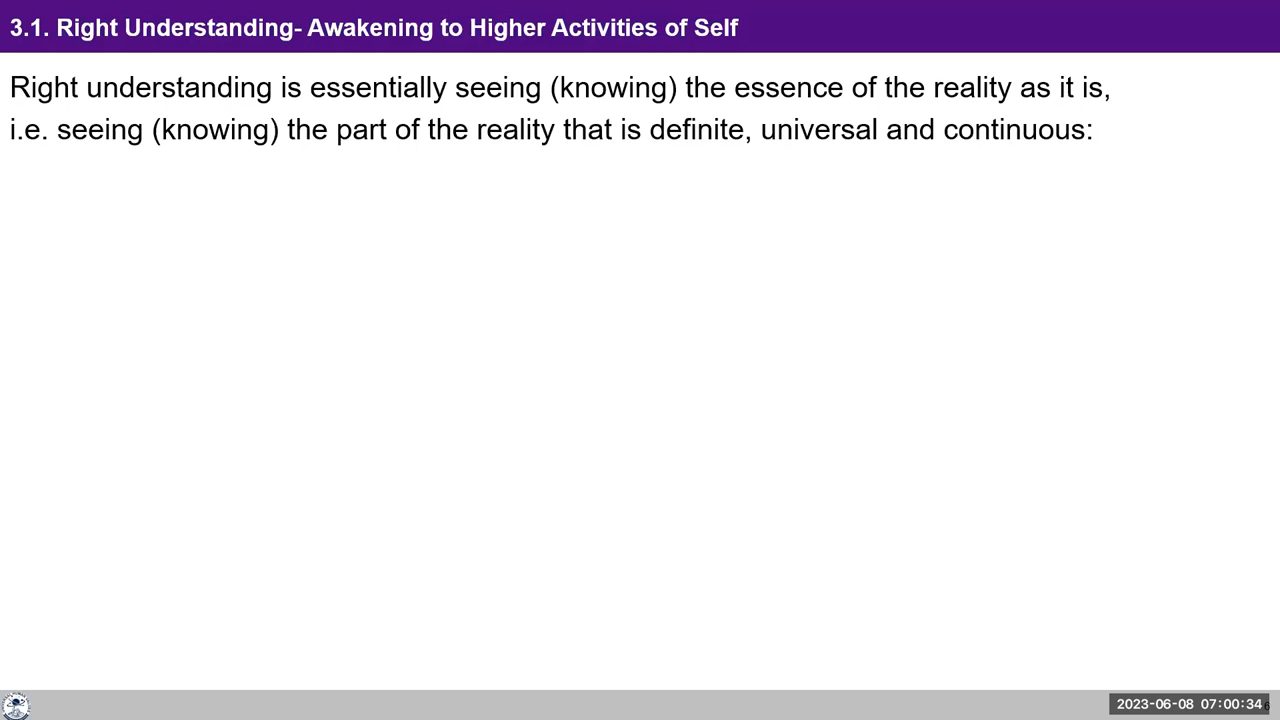 3.1. Right Understanding- Awakening to Higher Activities of Self
Right understanding is essentially seeing (knowing) the essence of the reality as it is,
i.e. seeing (knowing) the part of the reality that is definite, universal and continuous:
2023-06-08 07:00:34
6